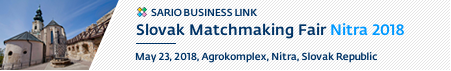 SARIO BUSINESS LINK
Slovak Matchmaking Fair Nitra 2018
May 23, 2018, Agrokomplex, Nitra, Slovak Republic